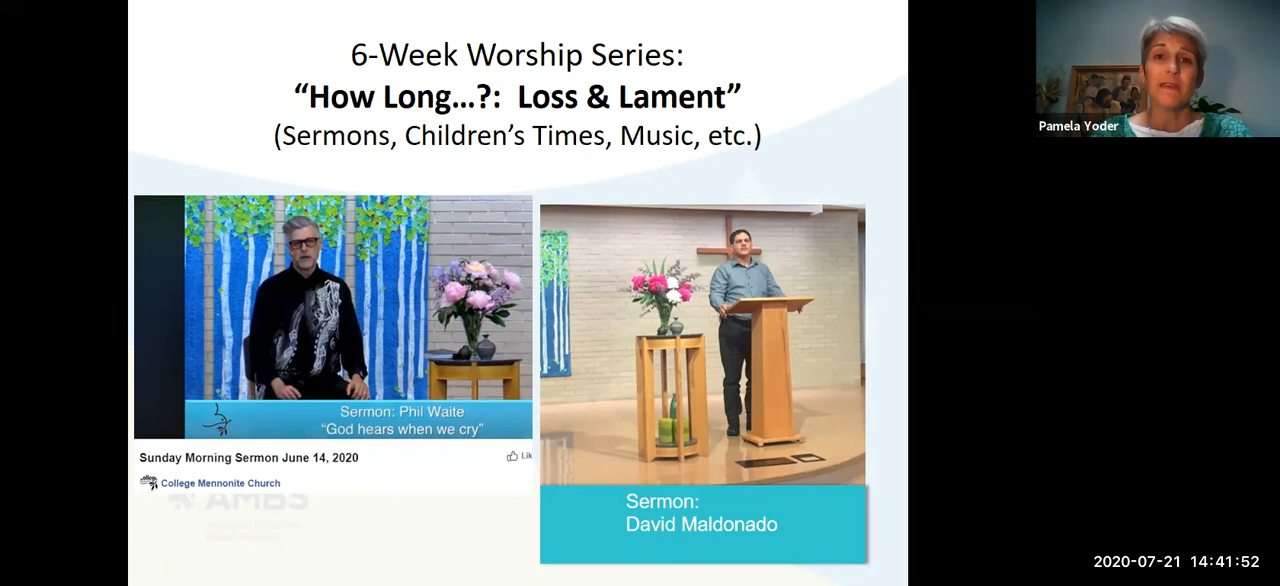 6-Week Worship Series:
“How Long…?:  Loss & Lament”
(Sermons, Children’s Times, Music, etc.)
Pamela Yoder
Sermon: Phil Waite
“God hears when we cry”
Sunday Morning Sermon June 14, 2020
Lik
College Mennonite Church
AMBS
Sermon:
David Maldonado
2020-07-21 14:41:52